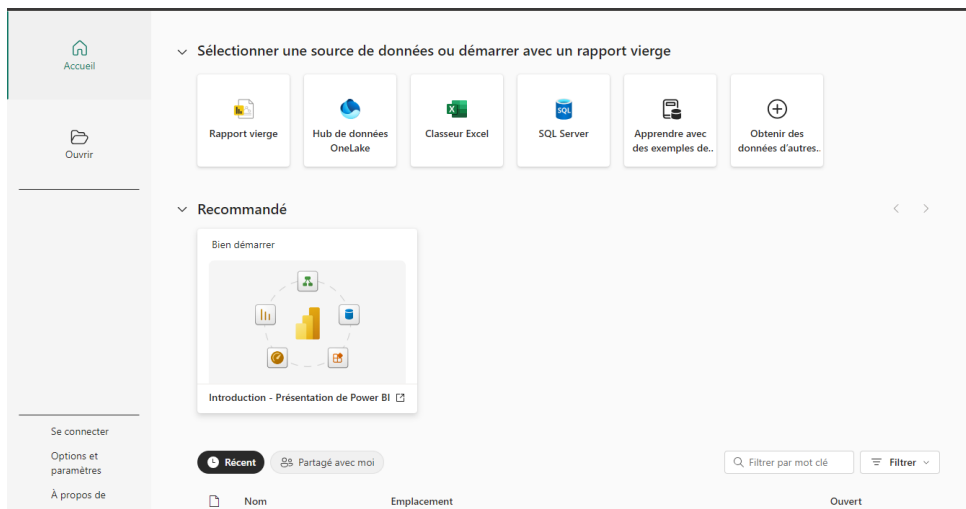 Accueil
Ouvrir
Se connecter
Options et
paramètres
À propos de
Sélectionner une source de données ou démarrer avec un rapport vierge
Rapport vierge
Hub de données
OneLake
Classeur Excel
SQL
SQL Server
Apprendre avec
des exemples de..
Obtenir des
données d'autres..
Recommandé
Bien démarrer
Introduction - Présentation de Power BI
Récent
Partagé avec moi
Filtrer par mot clé
Filtrer
Nom
Emplacement
Ouvert